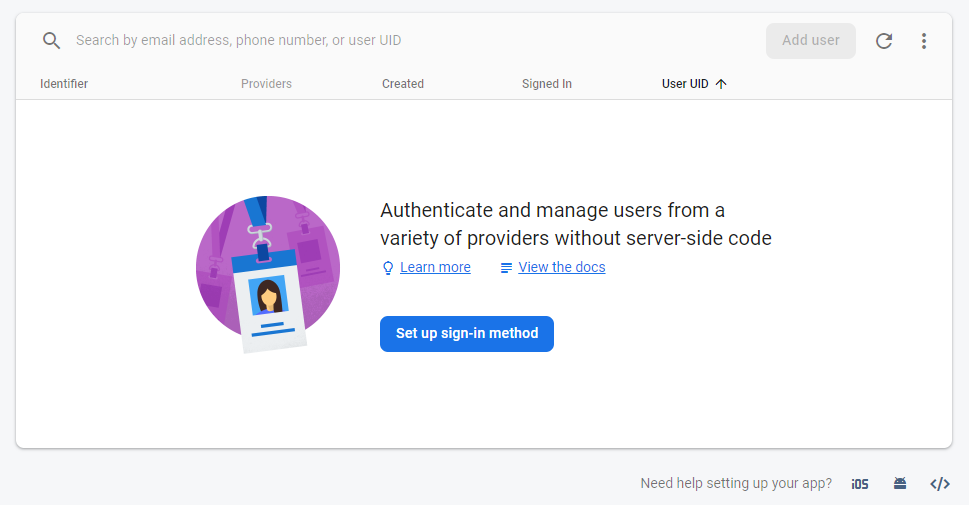 Search by email address, phone number, or user UID
Add user
Identifier Providers Created Signed In User UID
Authenticate and manage users from a
variety of providers without server-side code
Learn more View the docs
Set up sign-in method
Need help setting up your app? iOS </>